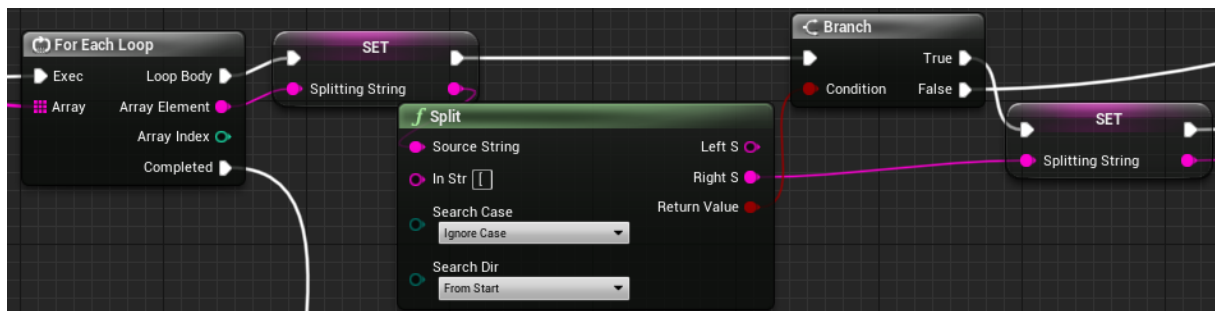 For Each Loop
Exec
Loop Body
Array
Array Element
Array Index
Completed
SET
Splitting String
f Split
Source String
Left S
In Str [
Right S
Return Value
Search Case
Ignore Case
Search Dir
From Start
Branch
True
Condition
False
SET
Splitting String